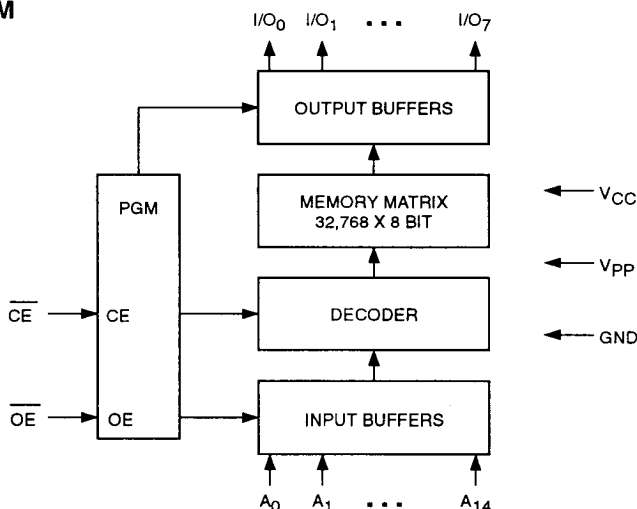 M
I/O0 I/O1 ... I/O7
OUTPUT BUFFERS
PGM
MEMORY MATRIX
32,768 X 8 BIT
VCC
VPP
CE CE
DECODER
GND
OE OE
INPUT BUFFERS
A0 A1 ... A14